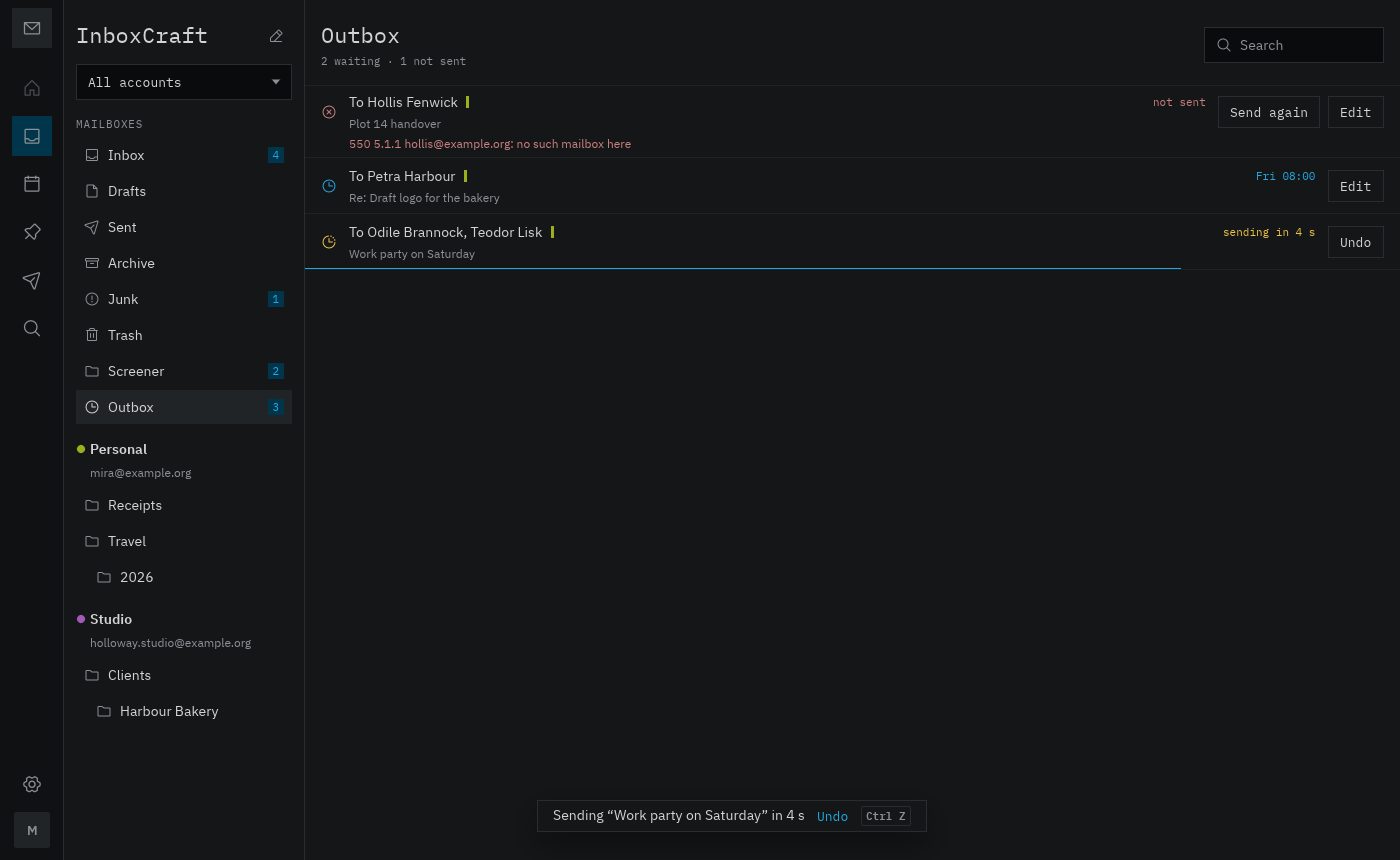 InboxCraft
All accounts
MAILBOXES
Inbox 4
Drafts
Sent
Archive
Junk 1
Trash
Screener 2
Outbox 3
Personal
mira@example.org
Receipts
Travel
2026
Studio
holloway.studio@example.org
Clients
Harbour Bakery
M
Outbox
2 waiting · 1 not sent
Search
To Hollis Fenwick not sent Send again Edit
Plot 14 handover
550 5.1.1 hollis@example.org: no such mailbox here
To Petra Harbour Fri 08:00 Edit
Re: Draft logo for the bakery
To Odile Brannock, Teodor Lisk sending in 4 s Undo
Work party on Saturday
Sending “Work party on Saturday” in 4 s Undo Ctrl Z